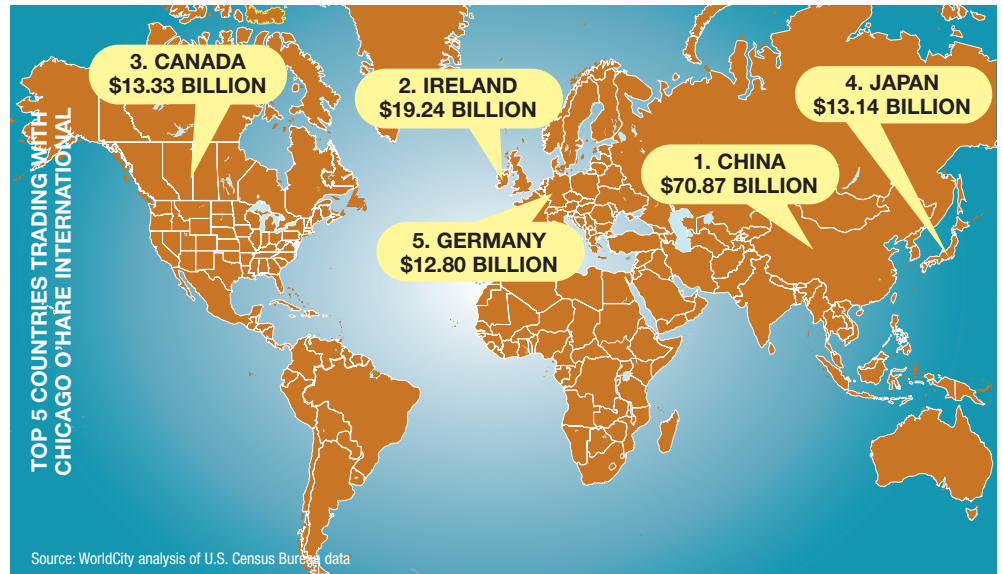 TOP 5 COUNTRIES TRADING WITH
CHICAGO O'HARE INTERNATIONAL
3. CANADA
$13.33 BILLION
2. IRELAND
$19.24 BILLION
4. JAPAN
$13.14 BILLION
1. CHINA
$70.87 BILLION
5. GERMANY
$12.80 BILLION
Source: WorldCity analysis of U.S. Census Bureau data